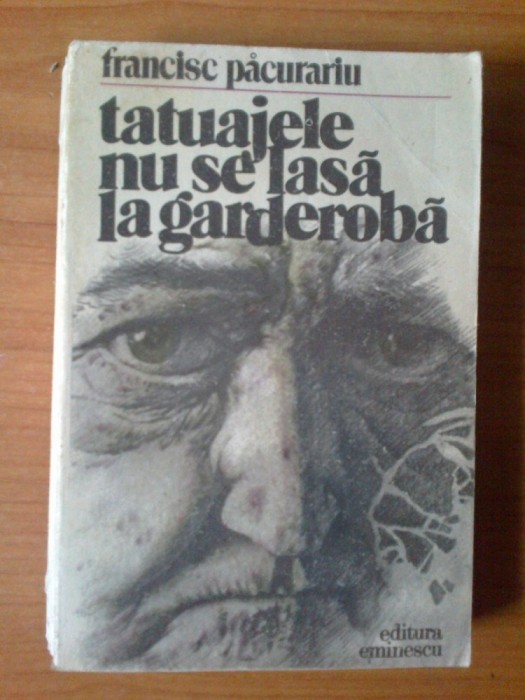 francisc păcurariu
tatuajele
nu se lasă
la garderobă
editura
eminescu